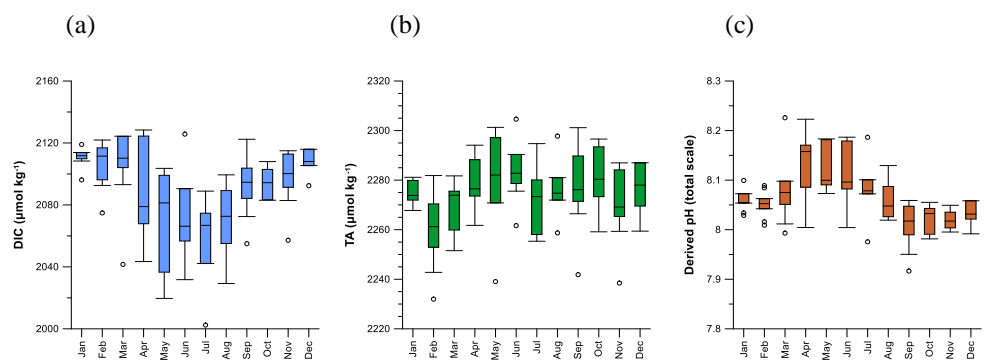 (a)
(b)
(c)
DIC (µmol kg⁻¹)
2160
2120
2080
2040
2000
Jan
Feb
Mar
Apr
May
Jun
Jul
Aug
Sep
Oct
Nov
Dec
TA (µmol kg⁻¹)
2320
2300
2280
2260
2240
2220
Jan
Feb
Mar
Apr
May
Jun
Jul
Aug
Sep
Oct
Nov
Dec
Derived pH (total scale)
8.3
8.2
8.1
8
7.9
7.8
Jan
Feb
Mar
Apr
May
Jun
Jul
Aug
Sep
Oct
Nov
Dec